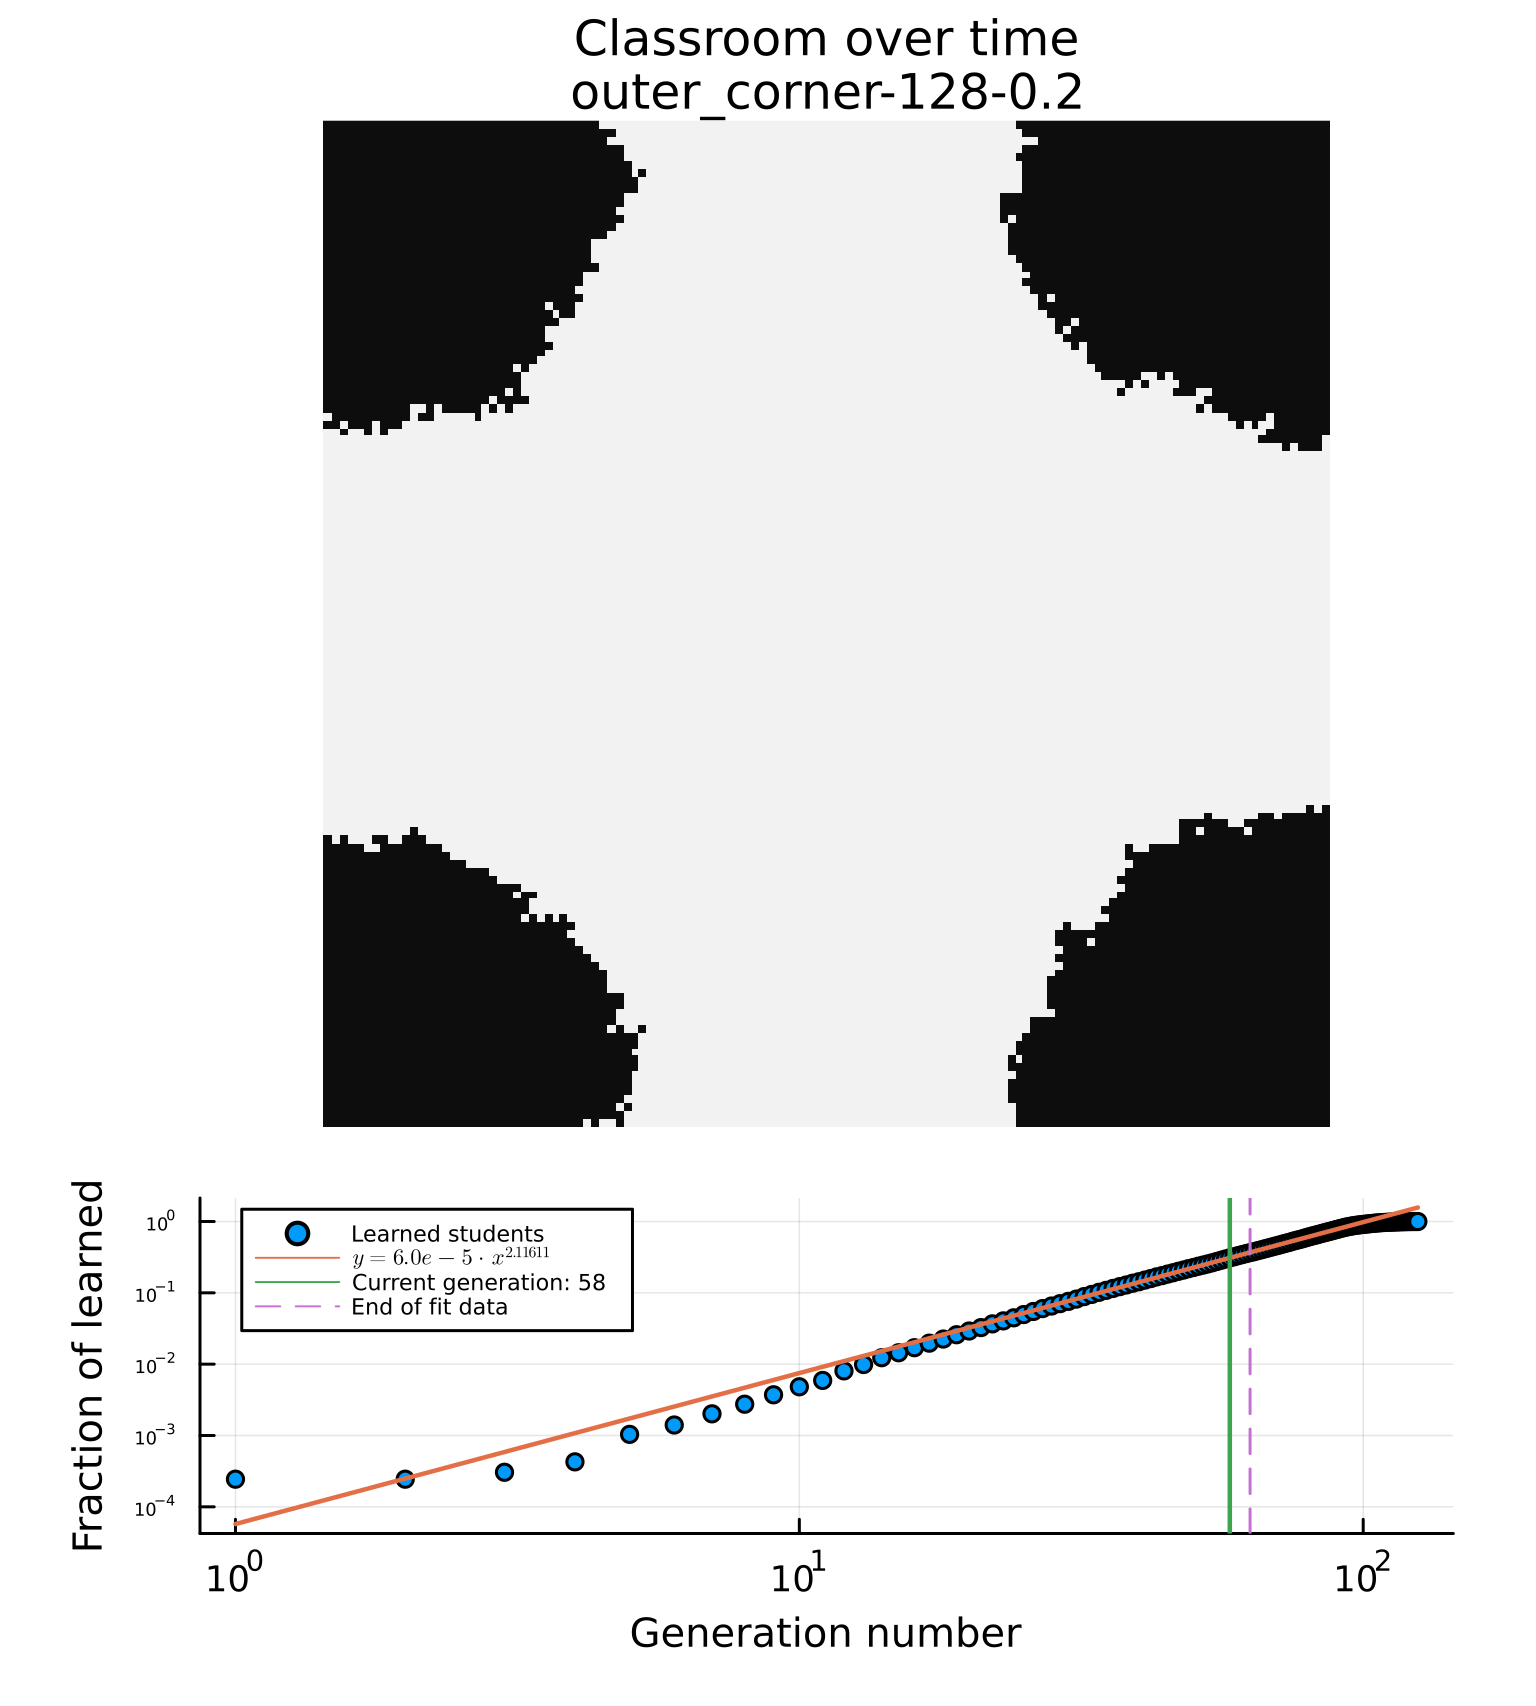 Classroom over time
outer_corner-128-0.2
Fraction of learned
10^0
10^-1
10^-2
10^-3
10^-4
Learned students
y = 6.0e − 5 · x^2.11611
Current generation: 58
End of fit data
10^0 10^1 10^2
Generation number